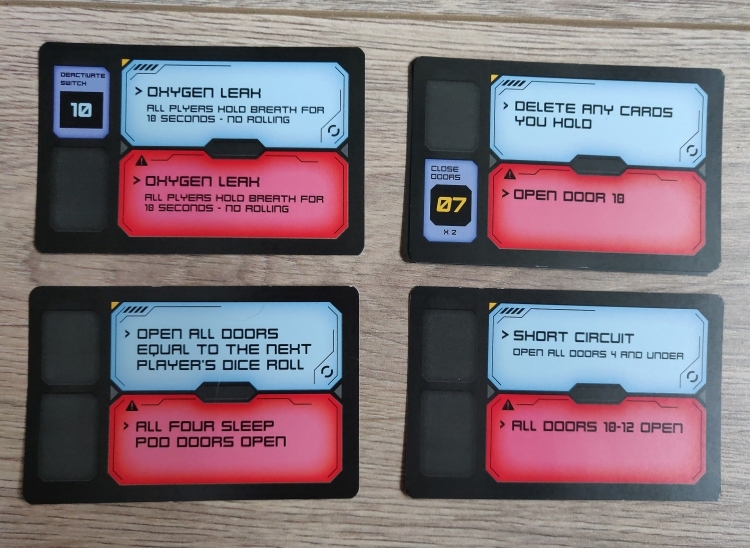 DEACTIVATE
SWITCH
10
> OXYGEN LEAK
ALL PLYERS HOLD BREATH FOR
10 SECONDS - NO ROLLING
> OXYGEN LEAK
ALL PLYERS HOLD BREATH FOR
10 SECONDS - NO ROLLING
> DELETE ANY CARDS
YOU HOLD
CLOSE
DOORS
07
X 2
> OPEN DOOR 10
> OPEN ALL DOORS
EQUAL TO THE NEXT
PLAYER'S DICE ROLL
> ALL FOUR SLEEP
POD DOORS OPEN
> SHORT CIRCUIT
OPEN ALL DOORS 4 AND UNDER
> ALL DOORS 10-12 OPEN